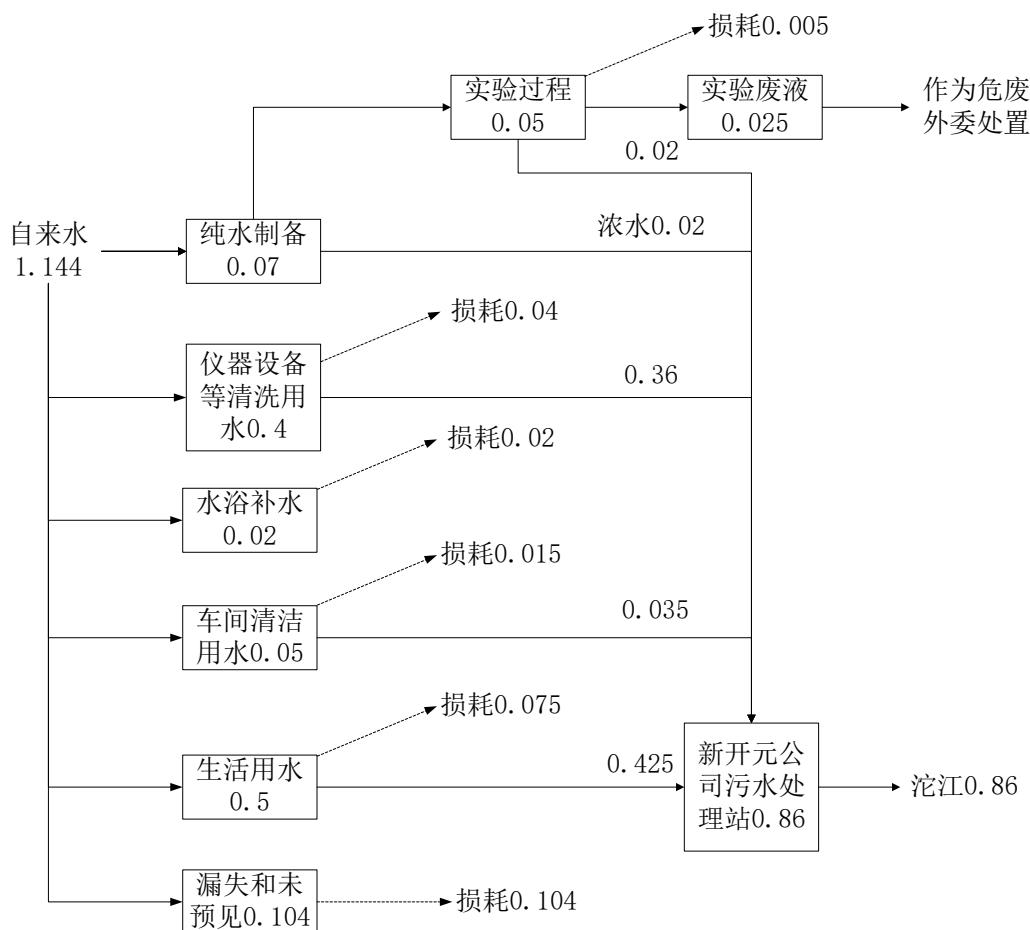 损耗0.005
实验过程
0.05
实验废液
0.025
作为危废
外委处置
0.02
自来水
1.144
纯水制备
0.07
浓水0.02
损耗0.04
仪器设备
等清洗用
水0.4
0.36
损耗0.02
水浴补水
0.02
损耗0.015
车间清洁
用水0.05
0.035
损耗0.075
生活用水
0.5
0.425
新开元公
司污水处
理站0.86
沱江0.86
漏失和未
预见0.104
损耗0.104